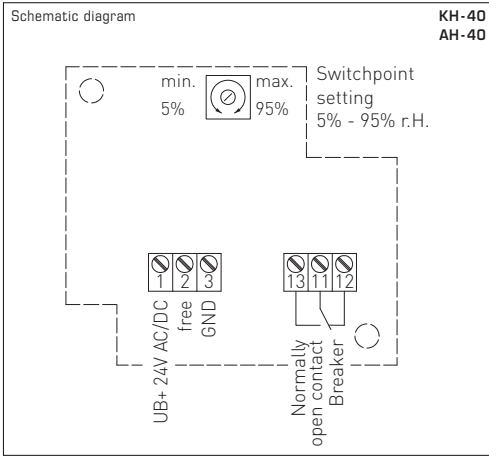 Schematic diagram
KH-40
AH-40
min.
5%
max.
95%
Switchpoint
setting
5% - 95% r.H.
1 2 3
13 11 12
UB+ 24V AC/DC
free
GND
Normally
open contact
Breaker